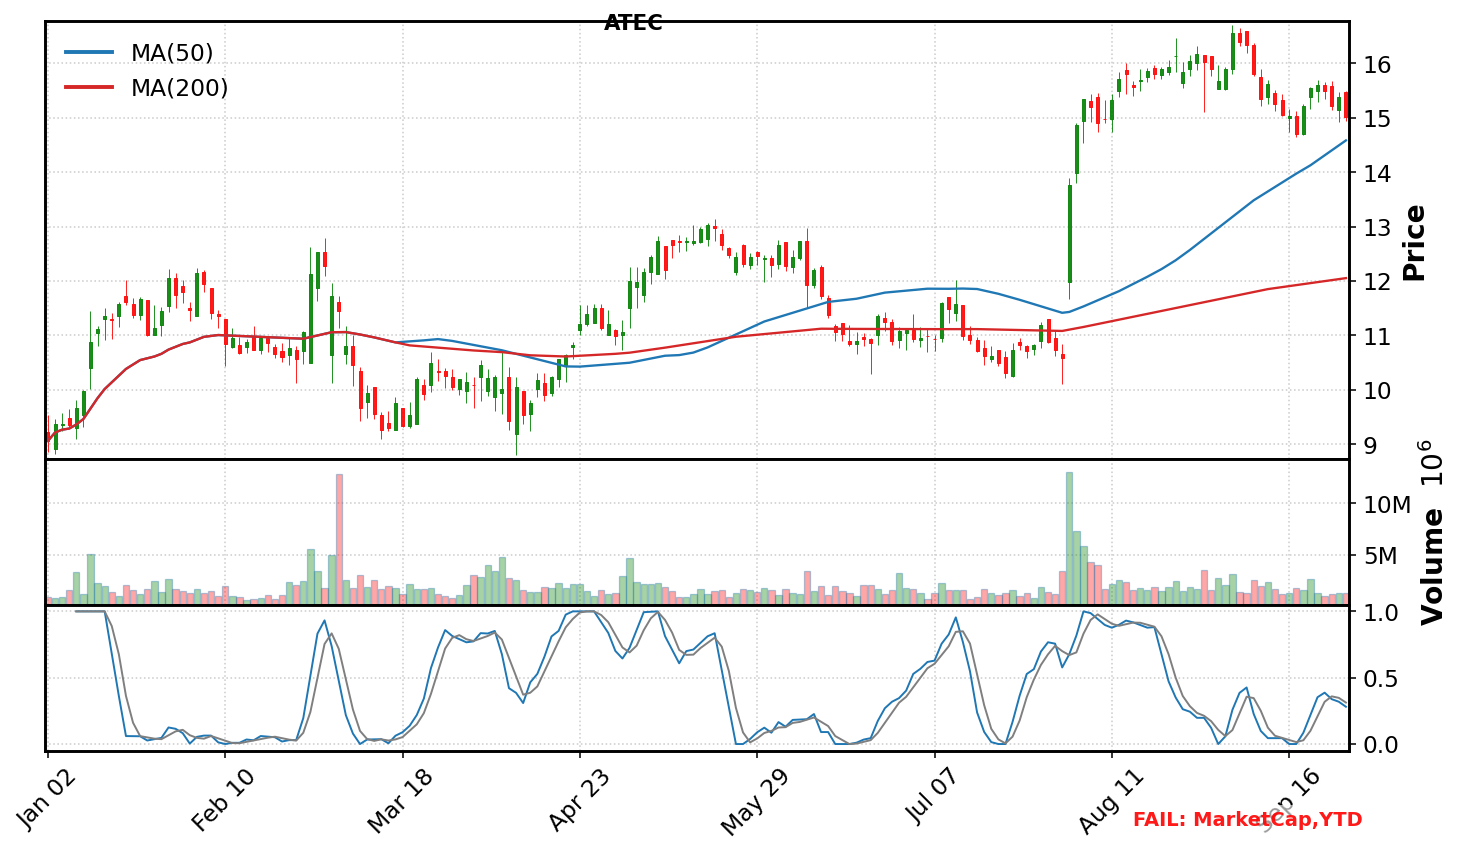 ATEC
MA(50)
MA(200)
16
15
14
13
12
11
10
9
Price
10M
5M
Volume 10^6
1.0
0.5
0.0
Jan 02
Feb 10
Mar 18
Apr 23
May 29
Jul 07
Aug 11
Sep 16
FAIL: MarketCap,YTD